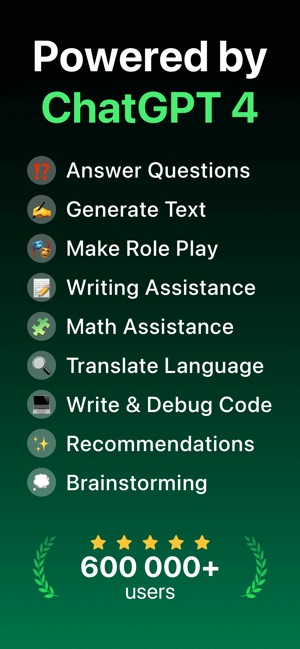 Powered by
ChatGPT 4
Answer Questions
Generate Text
Make Role Play
Writing Assistance
Math Assistance
Translate Language
Write & Debug Code
Recommendations
Brainstorming
600 000+
users